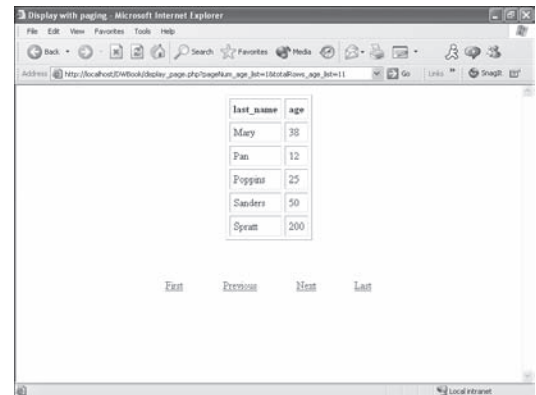 Display with paging - Microsoft Internet Explorer
File Edit View Favorites Tools Help
Back Search Favorites Media
Address http://localhost/DWBook/display_page.php?pageNum_age_list=1&totalRows_age_list=11 Go Links SnagIt
last_name age
Mary 38
Pan 12
Poppins 25
Sanders 50
Spratt 200
First Previous Next Last
Local intranet